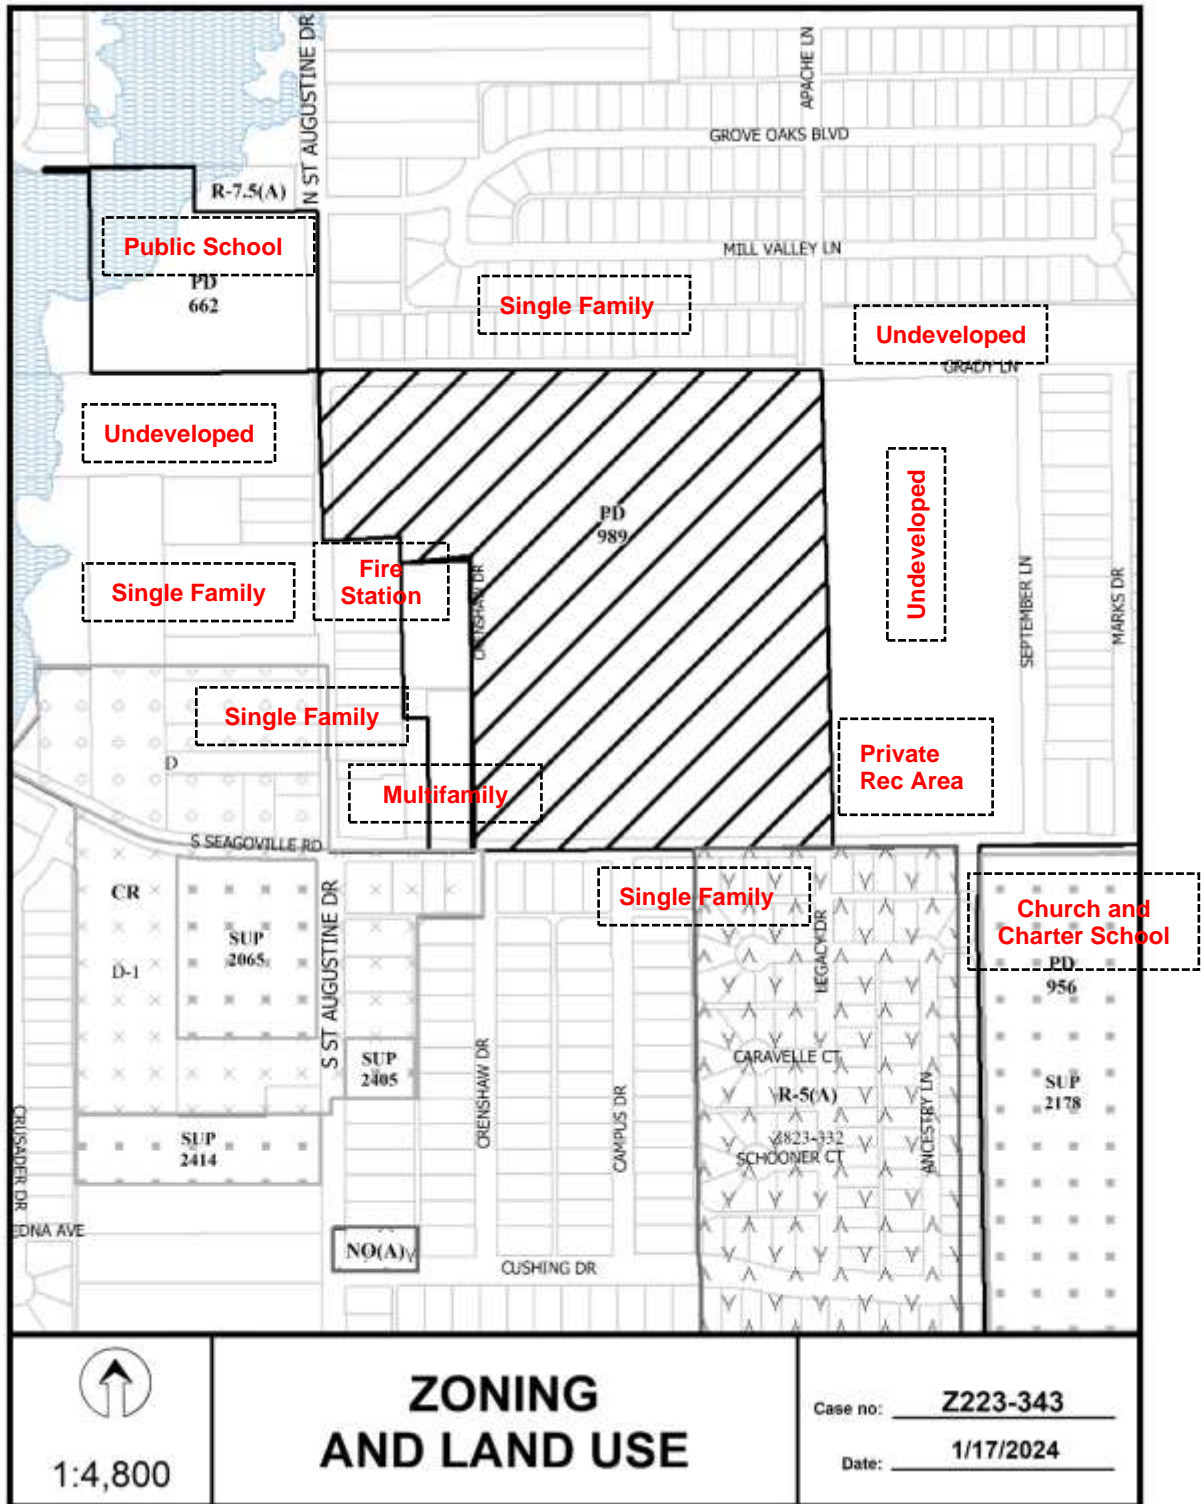 N ST AUGUSTINE DR
APACHE LN
GROVE OAKS BLVD
R-7.5(A)
Public School
MILL VALLEY LN
PD
662
Single Family
Undeveloped
GRADY LN
Undeveloped
PD
989
Undeveloped
Fire
Station
Single Family
CRENSHAW DR
SEPTEMBER LN
MARKS DR
Single Family
D
Private
Rec Area
Multifamily
S SEAGOVILLE RD
CR
S ST AUGUSTINE DR
Single Family
Church and
Charter School
SUP
2065
D-1
LEGACY DR
PD
956
SUP
2405
CRENSHAW DR
CAMPUS DR
CARAVELLE CT
R-5(A)
ANCESTRY LN
SUP
2178
CRUSADER DR
SUP
2414
Z823-332
SCHOONER CT
EDNA AVE
NO(A)
CUSHING DR
1:4,800
ZONING
AND LAND USE
Case no: Z223-343
Date: 1/17/2024